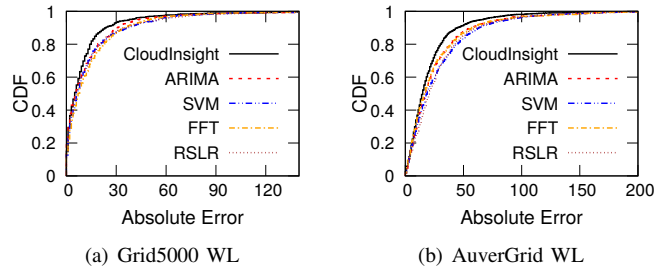 1
0.8
0.6
0.4
0.2
0
CDF
CloudInsight
ARIMA
SVM
FFT
RSLR
0 30 60 90 120
Absolute Error
(a) Grid5000 WL
1
0.8
0.6
0.4
0.2
0
CDF
CloudInsight
ARIMA
SVM
FFT
RSLR
0 50 100 150 200
Absolute Error
(b) AuverGrid WL